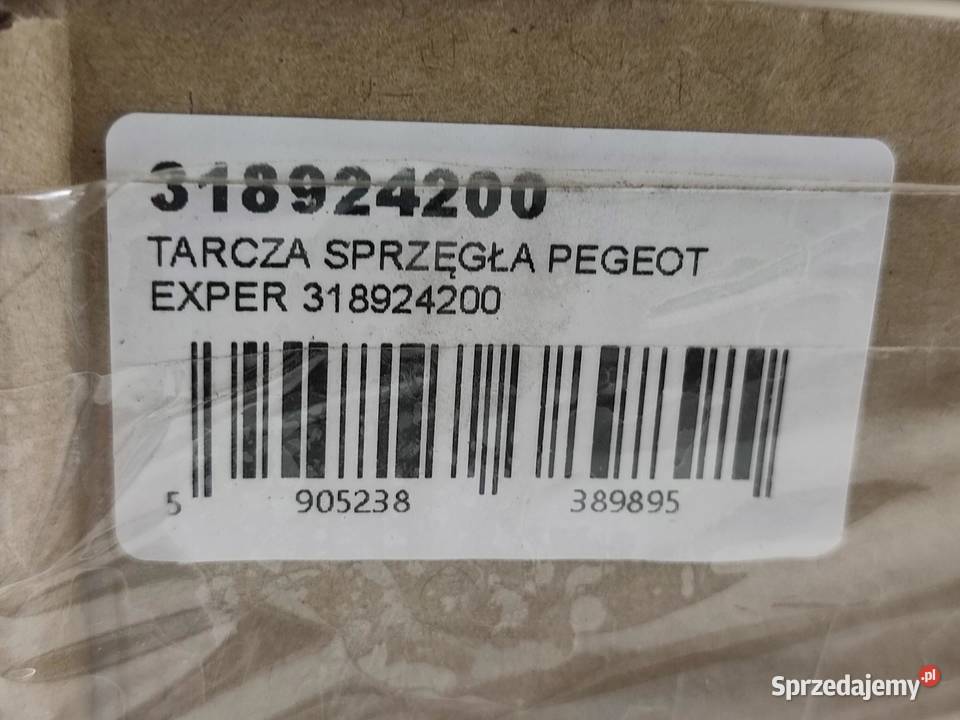 318924200
TARCZA SPRZĘGŁA PEGEOT
EXPER 318924200
5 905238 389895
Sprzedajemy.pl